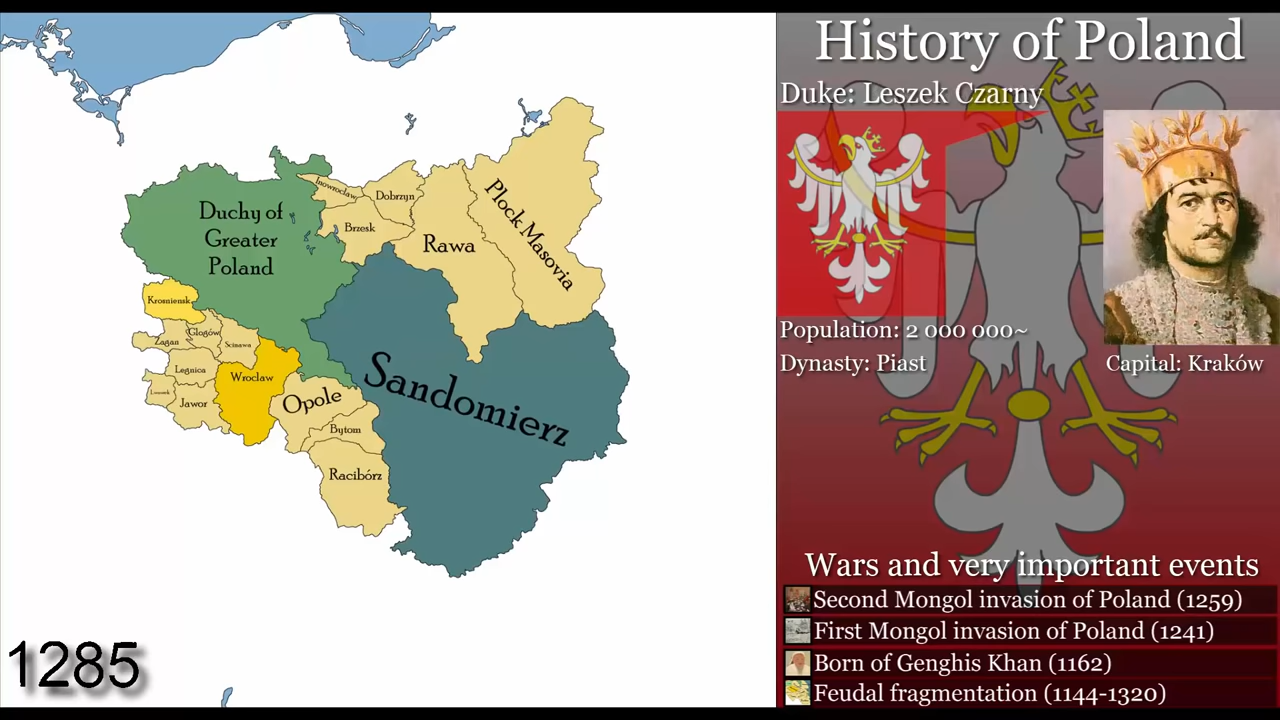 History of Poland
Duke: Leszek Czarny
Population: 2 000 000~
Dynasty: Piast
Capital: Kraków
Wars and very important events
Second Mongol invasion of Poland (1259)
First Mongol invasion of Poland (1241)
Born of Genghis Khan (1162)
Feudal fragmentation (1144-1320)
Duchy of
Greater
Poland
Inowrocław
Dobrzyn
Brzesk
Rawa
Plock Masovia
Krosniensk
Glogów
Zagan
Scinawa
Legnica
Wroclaw
Jawor
Opole
Bytom
Racibórz
Sandomierz
1285